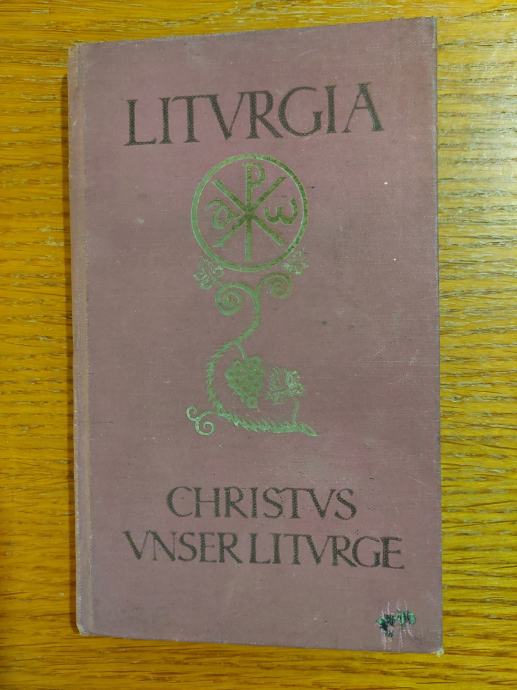 LITVRGIA
α P ω
CHRISTVS
VNSER LITVRGE